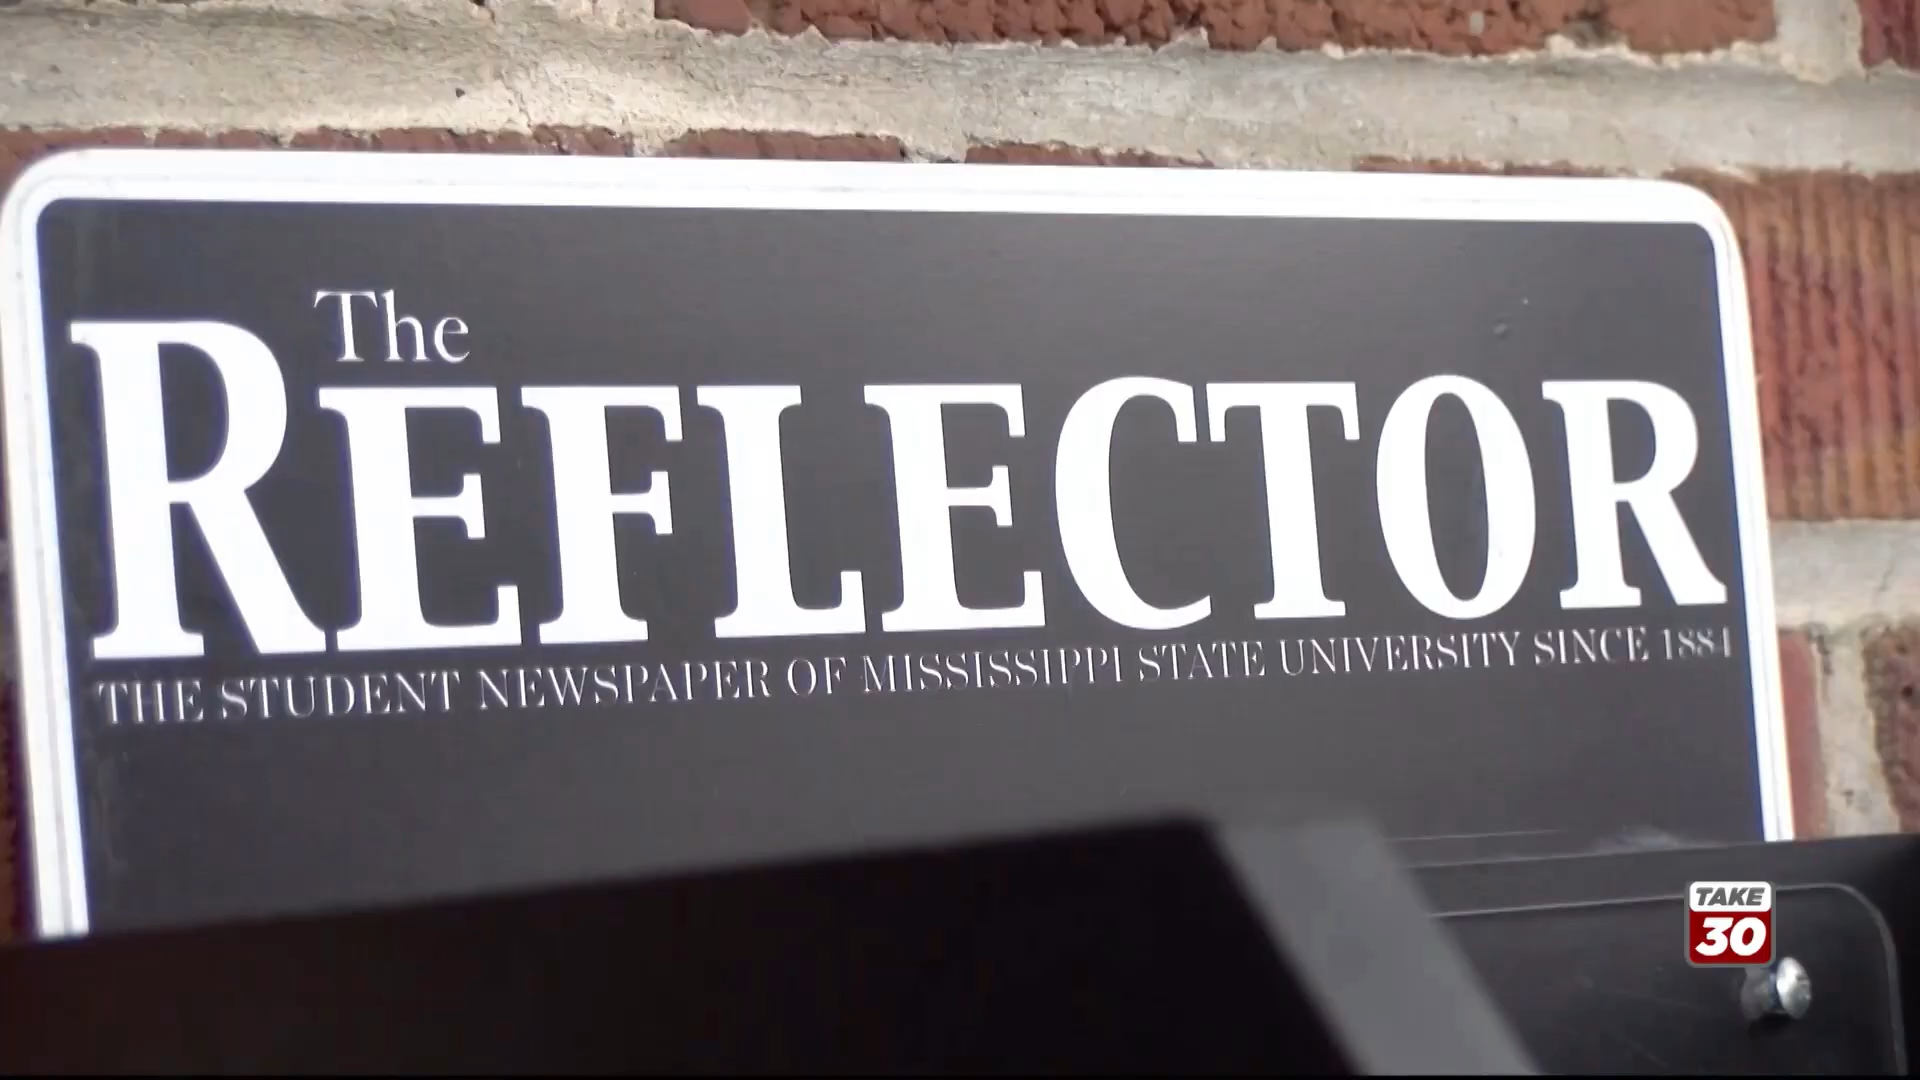 The
REFLECTOR
THE STUDENT NEWSPAPER OF MISSISSIPPI STATE UNIVERSITY SINCE 1884
TAKE
30